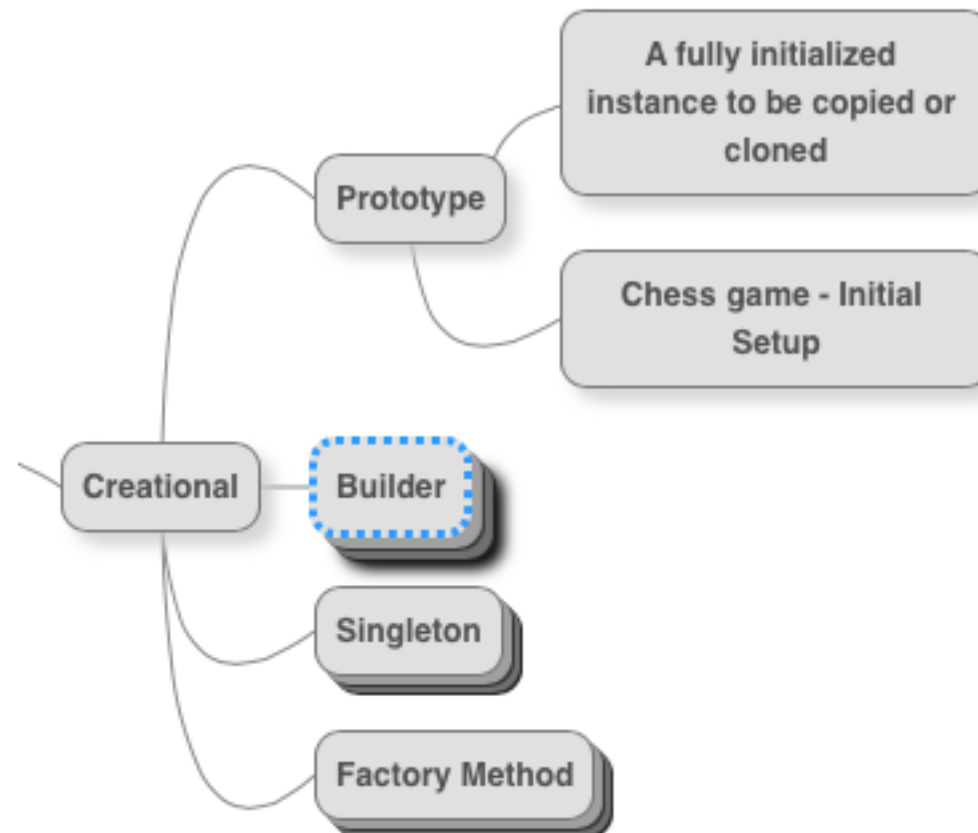 A fully initialized
instance to be copied or
cloned
Prototype
Chess game - Initial
Setup
Creational
Builder
Singleton
Factory Method